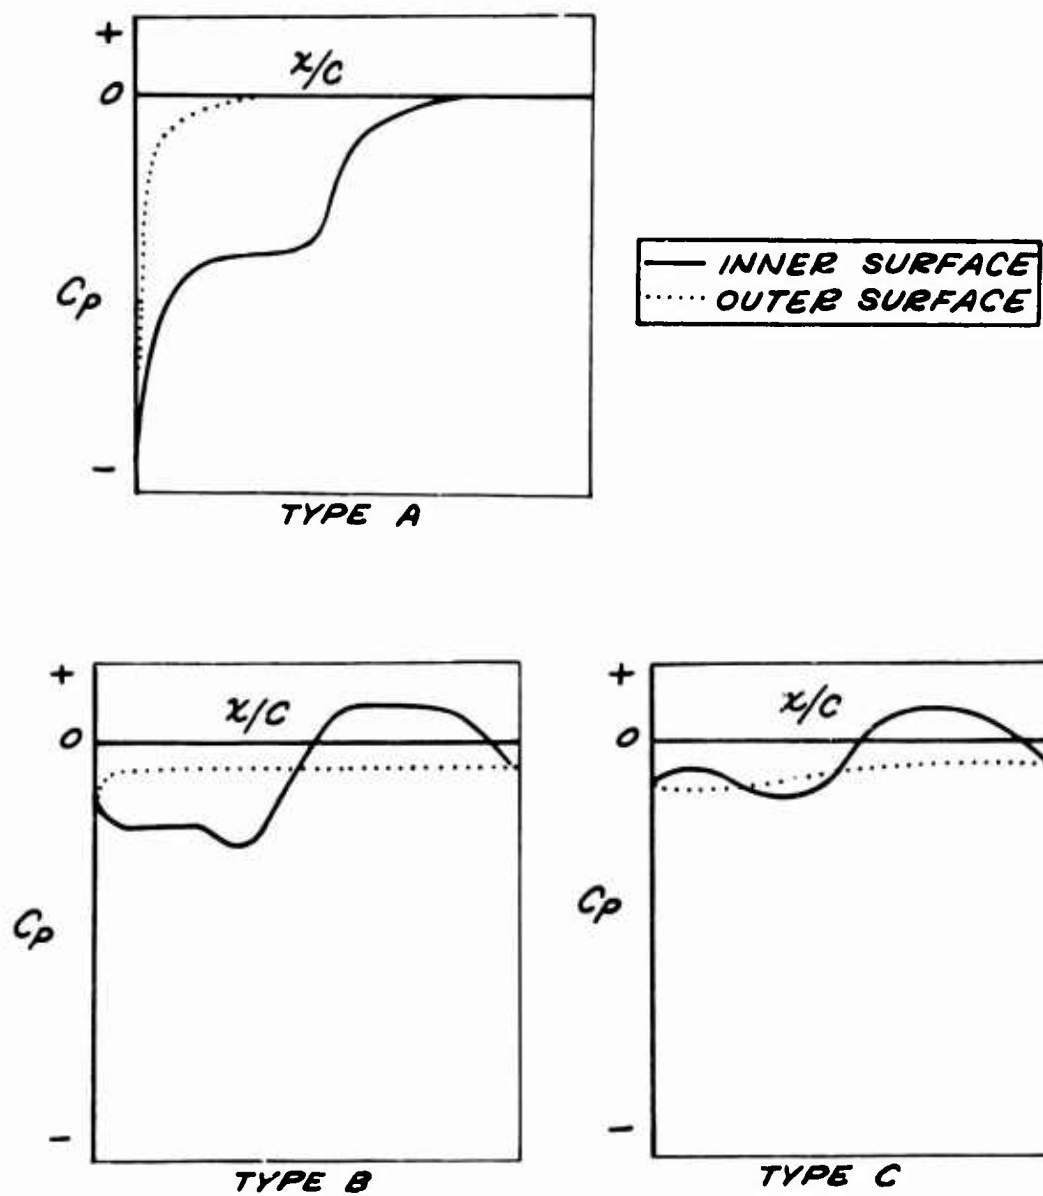 +
x/c
0
INNER SURFACE
OUTER SURFACE
Cp
-
TYPE A
+
x/c
0
Cp
-
TYPE B
+
x/c
0
Cp
-
TYPE C